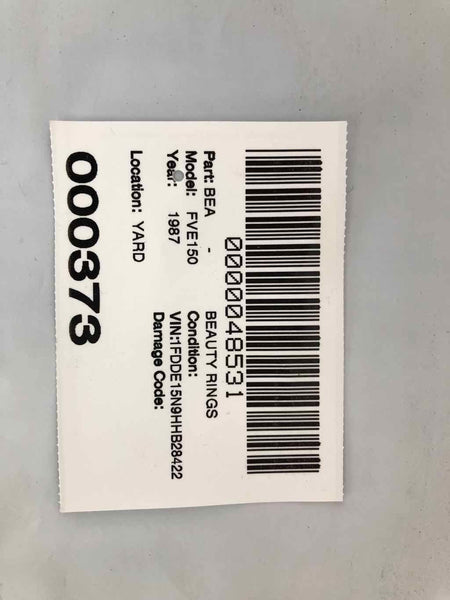 0000048531
Part: BEA - BEAUTY RINGS
Model: FVE150 Condition:
Year: 1987 VIN:1FDDE15N9HHB28422
Damage Code:
Location: YARD
000373